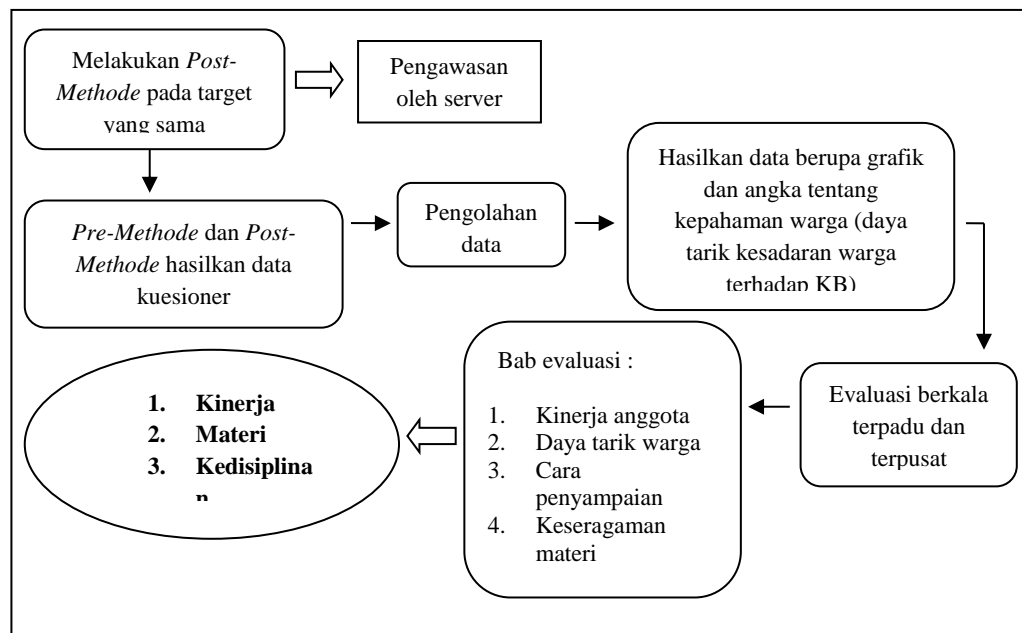 Melakukan Post-
Methode pada target
yang sama
Pengawasan
oleh server
Pre-Methode dan Post-
Methode hasilkan data
kuesioner
Pengolahan
data
Hasilkan data berupa grafik
dan angka tentang
kepahaman warga (daya
tarik kesadaran warga
terhadap KB)
Evaluasi berkala
terpadu dan
terpusat
Bab evaluasi :
1. Kinerja anggota
2. Daya tarik warga
3. Cara
penyampaian
4. Keseragaman
materi
1. Kinerja
2. Materi
3. Kedisiplina
n